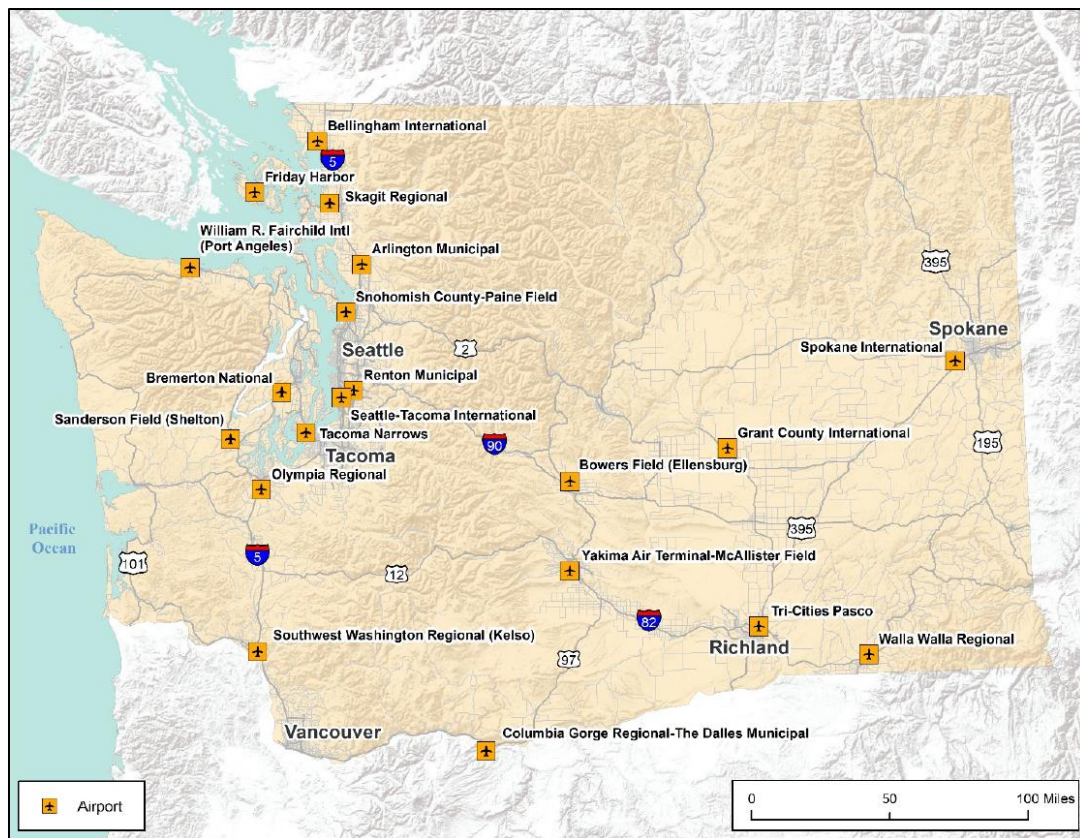 Bellingham International
5
Friday Harbor
Skagit Regional
William R. Fairchild Intl
(Port Angeles)
Arlington Municipal
395
Snohomish County-Paine Field
Spokane
Seattle
2
Spokane International
Bremerton National
Renton Municipal
Seattle-Tacoma International
Sanderson Field (Shelton)
Tacoma Narrows
Grant County International
90
195
Tacoma
Bowers Field (Ellensburg)
Olympia Regional
Pacific
Ocean
395
101
5
12
Yakima Air Terminal-McAllister Field
82
Tri-Cities Pasco
Southwest Washington Regional (Kelso)
Richland
Walla Walla Regional
97
Vancouver
Columbia Gorge Regional-The Dalles Municipal
Airport
0 50 100 Miles